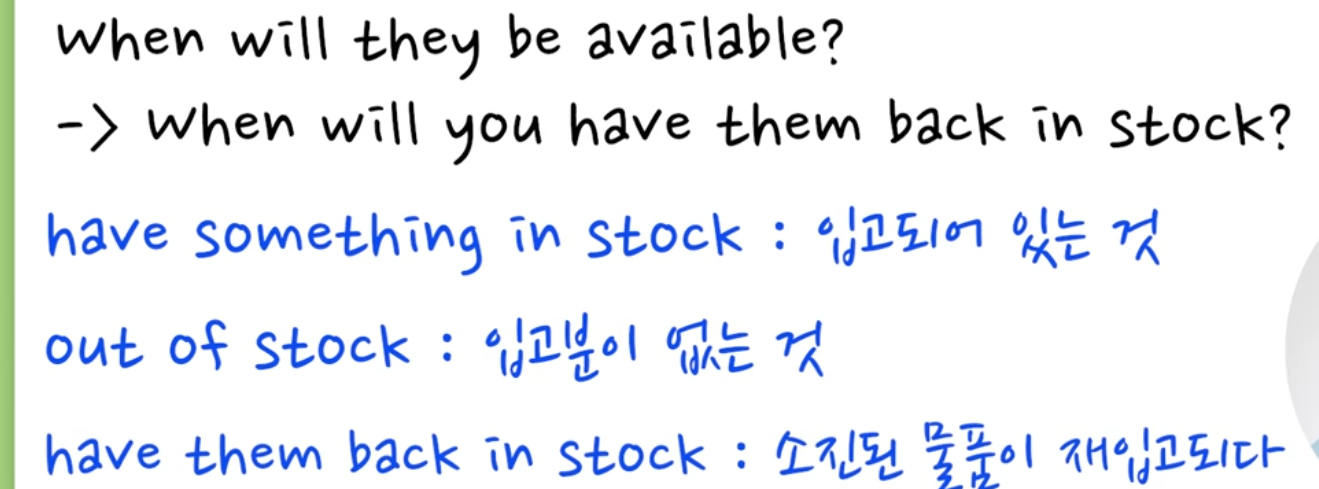 When will they be available?
-> When will you have them back in stock?
have something in stock : 입고되어 있는 것
out of stock : 입고분이 없는 것
have them back in stock : 소진된 물품이 재입고되다